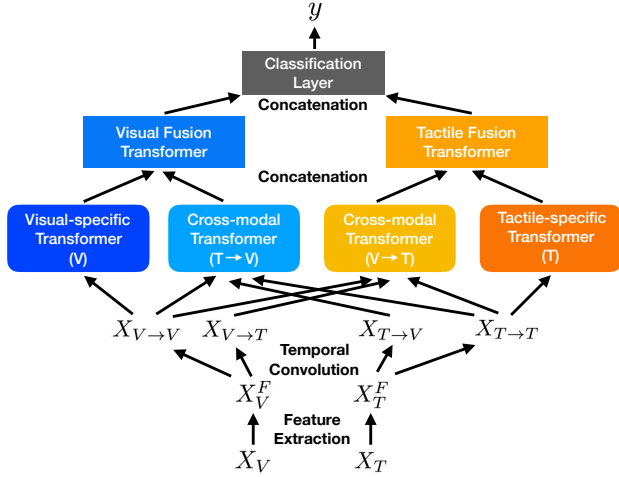 y
Classification
Layer
Concatenation
Visual Fusion
Transformer
Tactile Fusion
Transformer
Concatenation
Visual-specific
Transformer
(V)
Cross-modal
Transformer
(T → V)
Cross-modal
Transformer
(V → T)
Tactile-specific
Transformer
(T)
X_{V→V}
X_{V→T}
X_{T→V}
X_{T→T}
Temporal
Convolution
X_V^F
X_T^F
Feature
Extraction
X_V
X_T